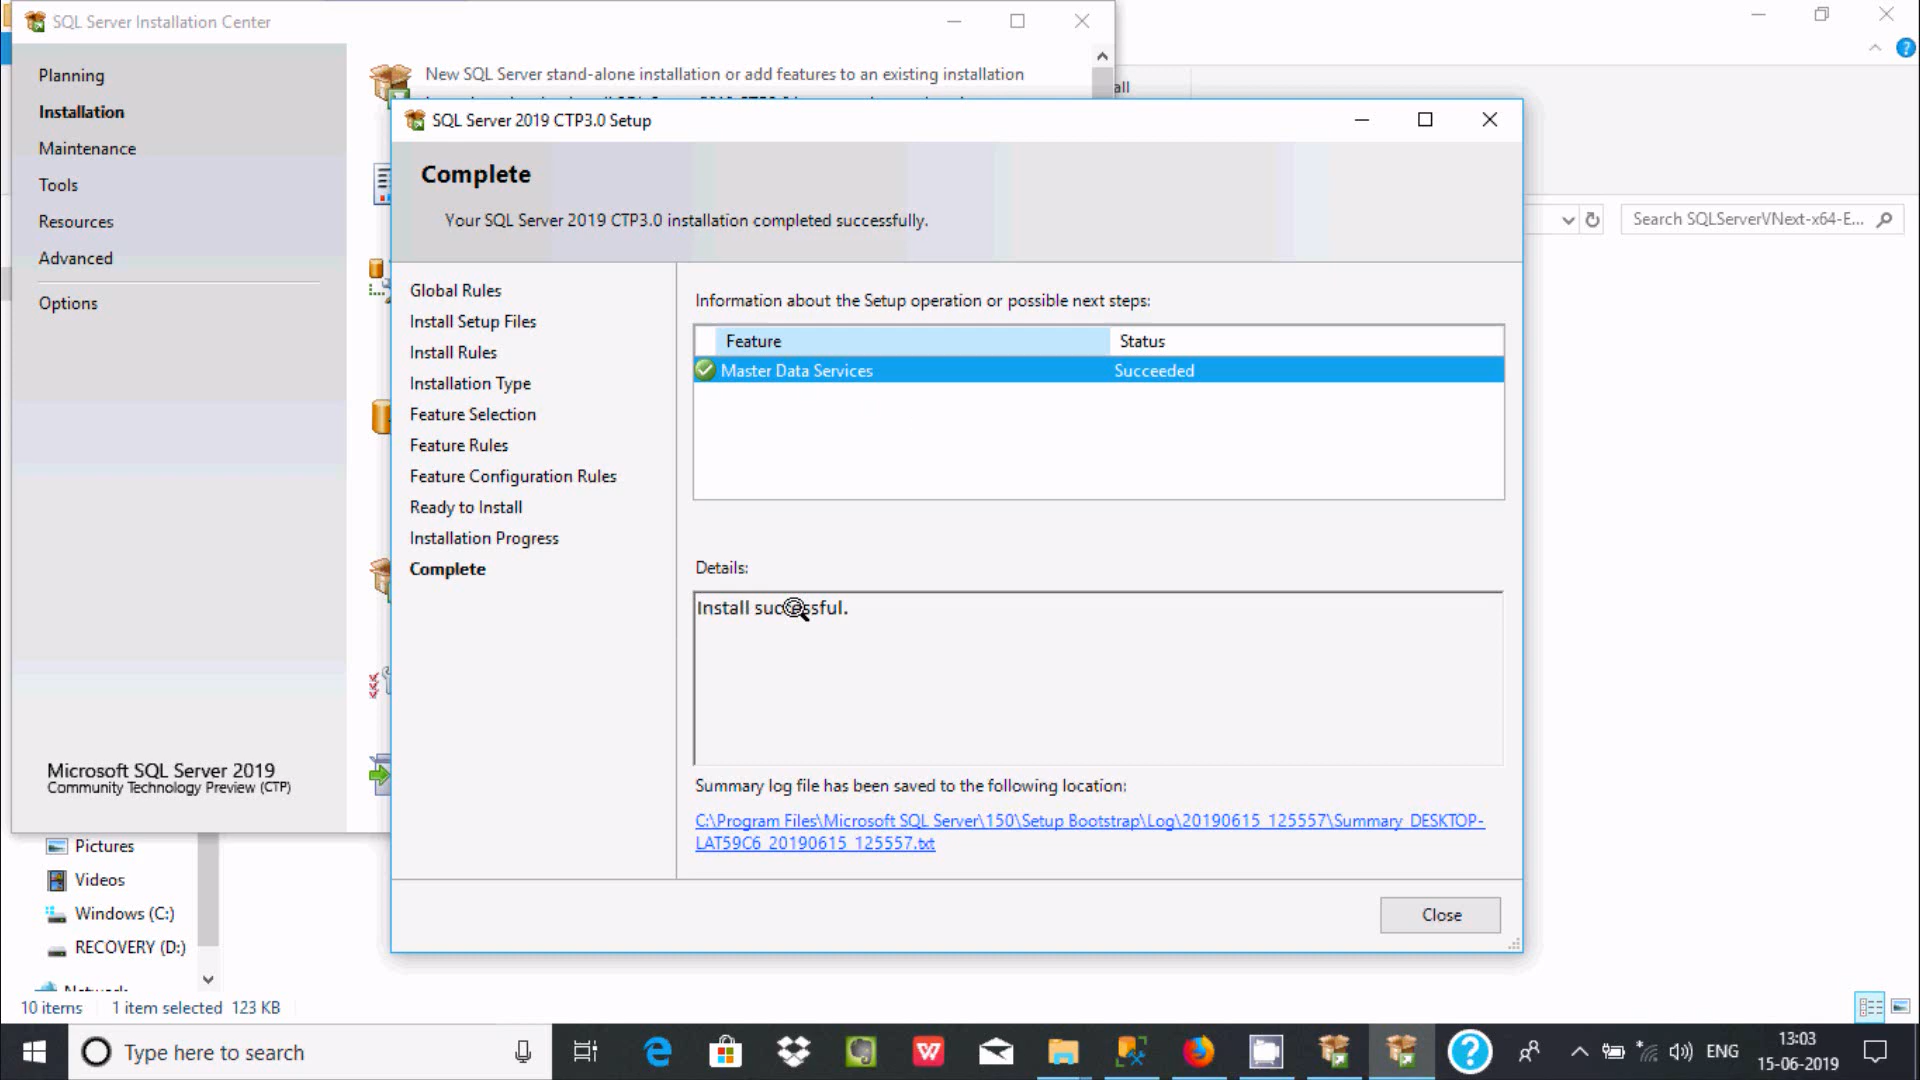 SQL Server Installation Center
Planning
Installation
Maintenance
Tools
Resources
Advanced
Options
Microsoft SQL Server 2019
Community Technology Preview (CTP)
New SQL Server stand-alone installation or add features to an existing installation
all
Search SQLServerVNext-x64-E...
SQL Server 2019 CTP3.0 Setup
Complete
Your SQL Server 2019 CTP3.0 installation completed successfully.
Global Rules
Install Setup Files
Install Rules
Installation Type
Feature Selection
Feature Rules
Feature Configuration Rules
Ready to Install
Installation Progress
Complete
Information about the Setup operation or possible next steps:
Feature Status
Master Data Services Succeeded
Details:
Install successful.
Summary log file has been saved to the following location:
C:\Program Files\Microsoft SQL Server\150\Setup Bootstrap\Log\20190615_125557\Summary_DESKTOP-
LAT59C6_20190615_125557.txt
Close
Pictures
Videos
Windows (C:)
RECOVERY (D:)
Network
10 items 1 item selected 123 KB
Type here to search
ENG
13:03
15-06-2019